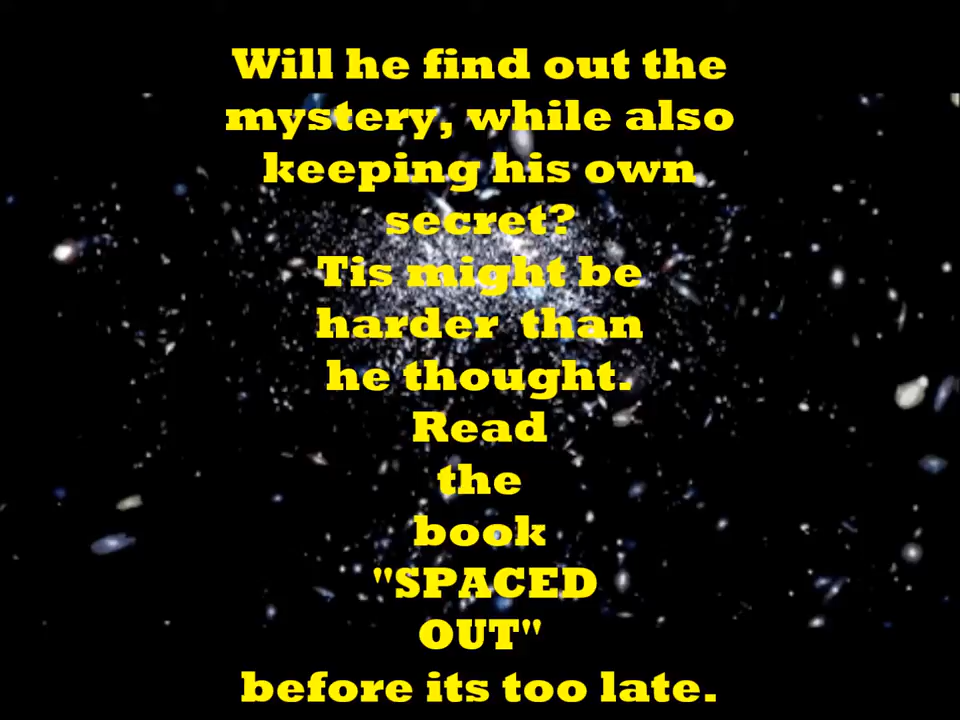 Will he find out the
mystery, while also
keeping his own
secret?
Tis might be
harder  than
he thought.
Read
the
book
"SPACED
OUT"
before its too late.